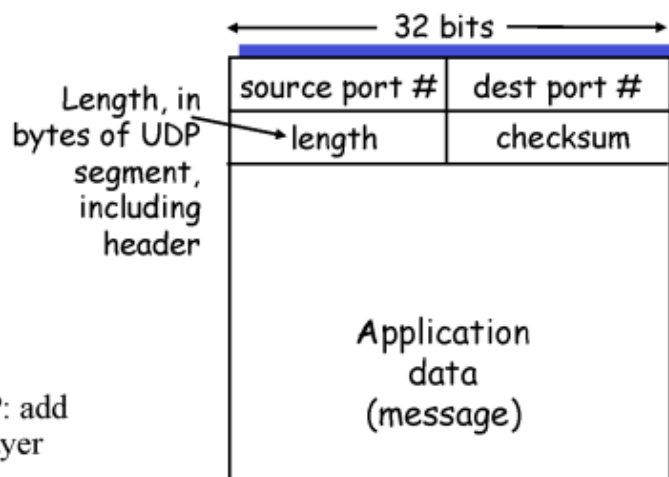 32 bits
source port # dest port #
Length, in
bytes of UDP
segment,
including
header
length checksum
Application
data
(message)
: add
yer